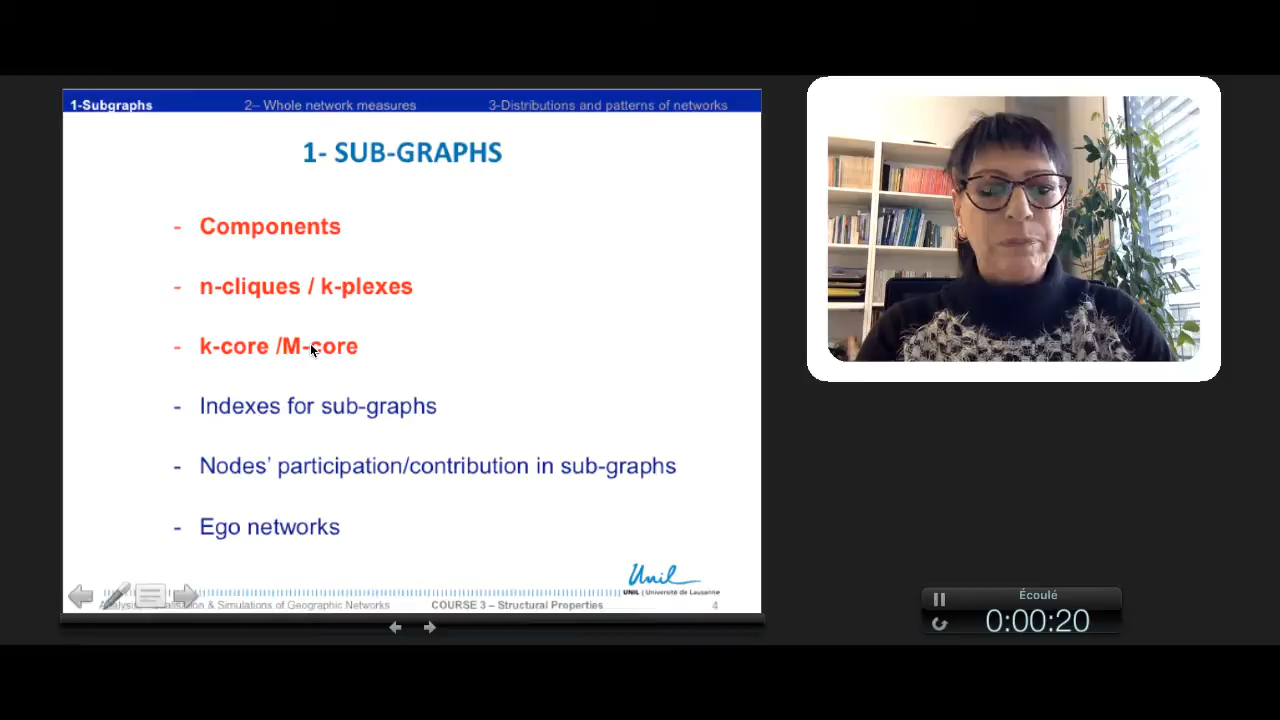 1-Subgraphs 2– Whole network measures 3-Distributions and patterns of networks
1- SUB-GRAPHS
- Components
- n-cliques / k-plexes
- k-core /M-core
- Indexes for sub-graphs
- Nodes’ participation/contribution in sub-graphs
- Ego networks
Unil
UNIL | Université de Lausanne
& Simulations of Geographic Networks COURSE 3 – Structural Properties 4
Écoulé
0:00:20